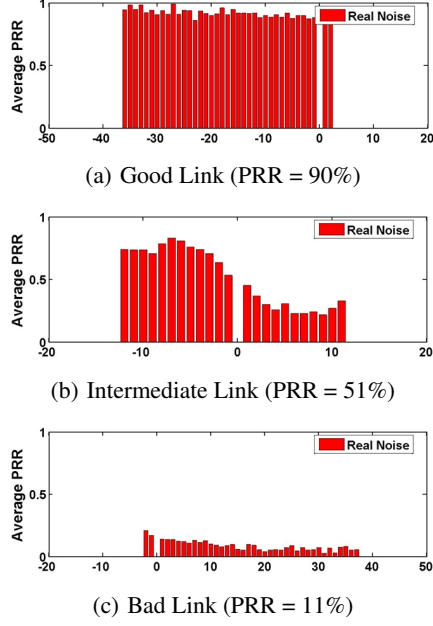 1
Real Noise
Average PRR
0.5
0
-50 -40 -30 -20 -10 0 10 20
(a) Good Link (PRR = 90%)
1
Real Noise
Average PRR
0.5
0
-20 -10 0 10 20
(b) Intermediate Link (PRR = 51%)
1
Real Noise
Average PRR
0.5
0
-20 -10 0 10 20 30 40 50
(c) Bad Link (PRR = 11%)